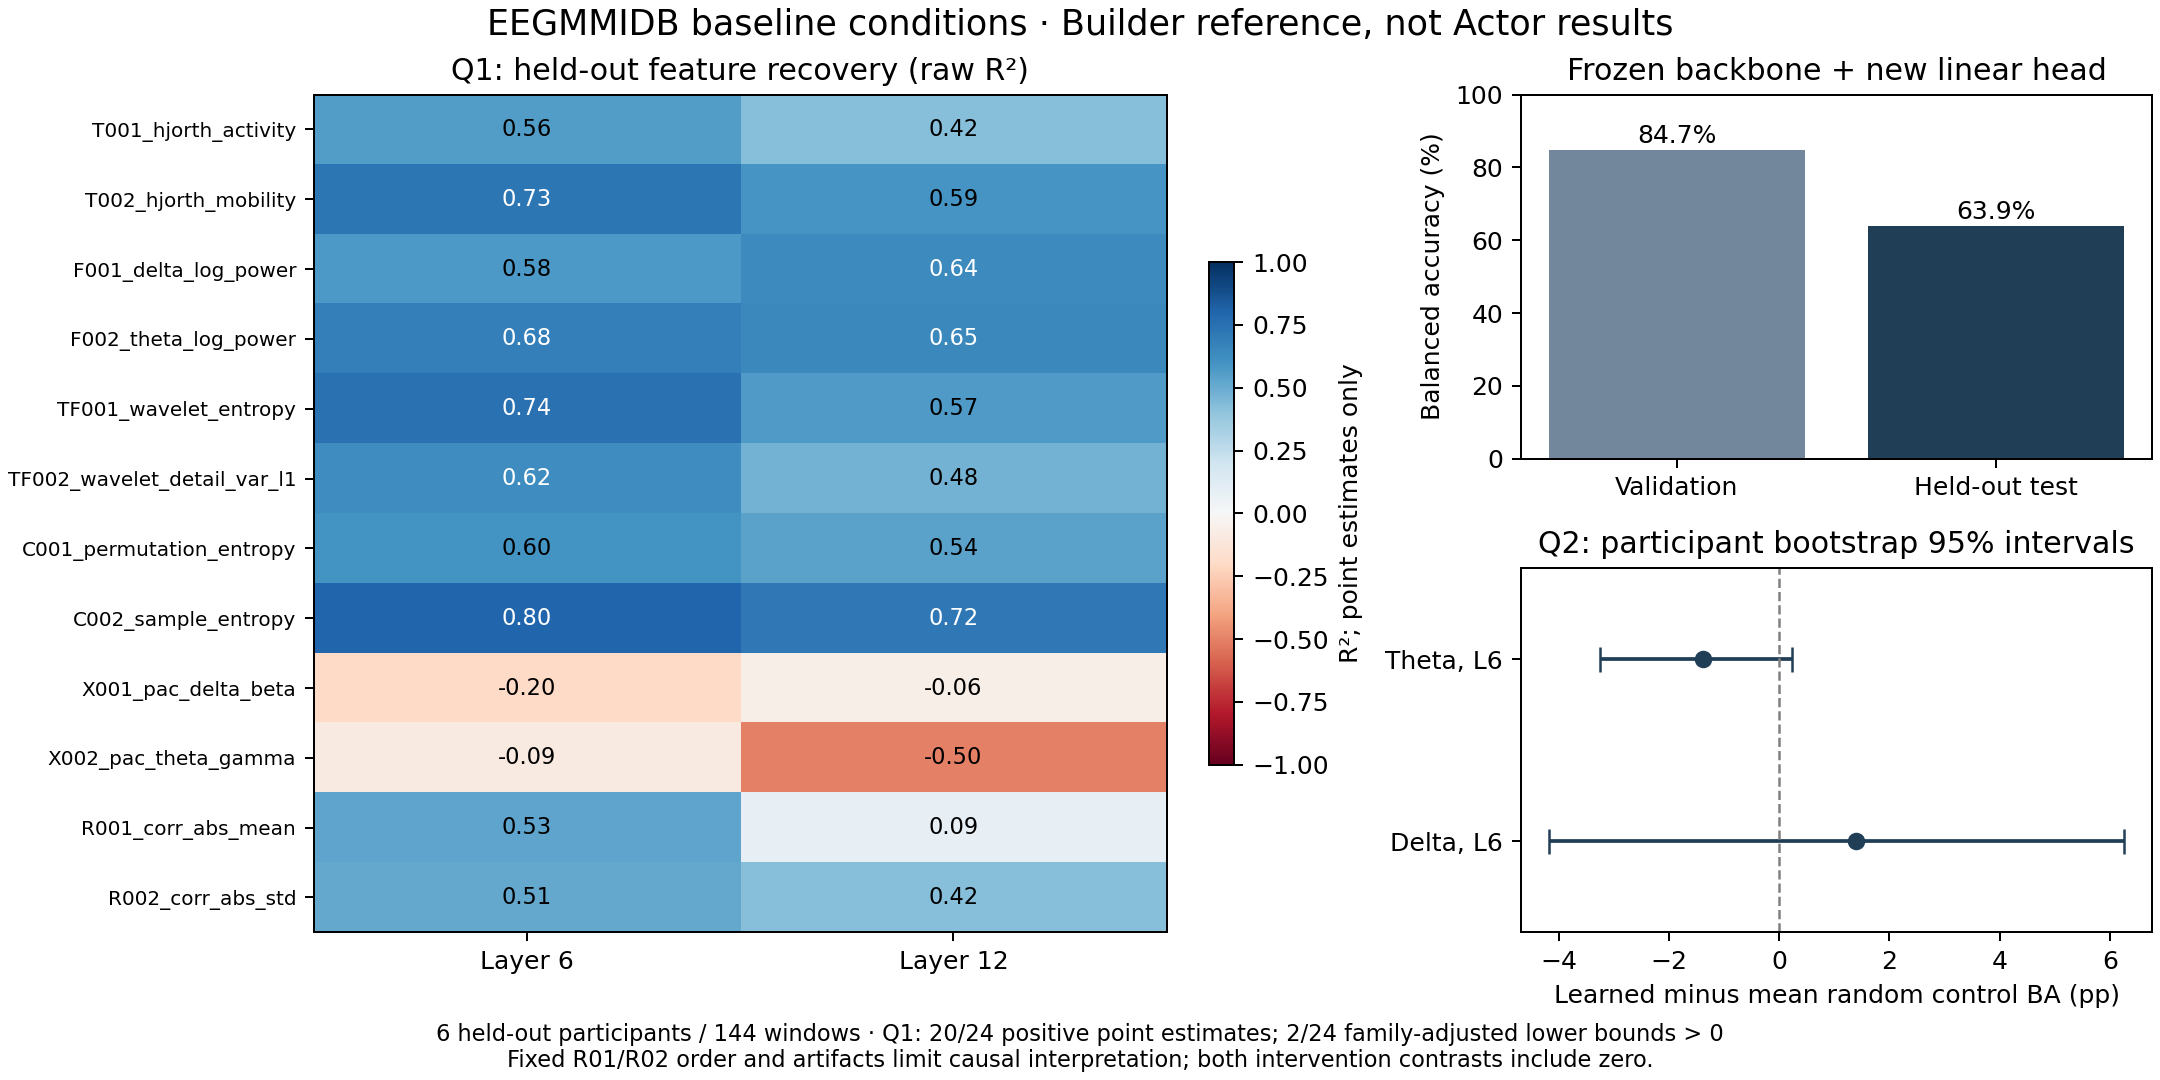 EEGMMIDB baseline conditions · Builder reference, not Actor results
Q1: held-out feature recovery (raw R²)
T001_hjorth_activity
0.56
0.42
T002_hjorth_mobility
0.73
0.59
F001_delta_log_power
0.58
0.64
F002_theta_log_power
0.68
0.65
TF001_wavelet_entropy
0.74
0.57
TF002_wavelet_detail_var_l1
0.62
0.48
C001_permutation_entropy
0.60
0.54
C002_sample_entropy
0.80
0.72
X001_pac_delta_beta
-0.20
-0.06
X002_pac_theta_gamma
-0.09
-0.50
R001_corr_abs_mean
0.53
0.09
R002_corr_abs_std
0.51
0.42
Layer 6
Layer 12
1.00
0.75
0.50
0.25
0.00
−0.25
−0.50
−0.75
−1.00
R²; point estimates only
Frozen backbone + new linear head
Balanced accuracy (%)
100
80
60
40
20
0
84.7%
63.9%
Validation
Held-out test
Q2: participant bootstrap 95% intervals
Theta, L6
Delta, L6
−4
−2
0
2
4
6
Learned minus mean random control BA (pp)
6 held-out participants / 144 windows · Q1: 20/24 positive point estimates; 2/24 family-adjusted lower bounds > 0
Fixed R01/R02 order and artifacts limit causal interpretation; both intervention contrasts include zero.